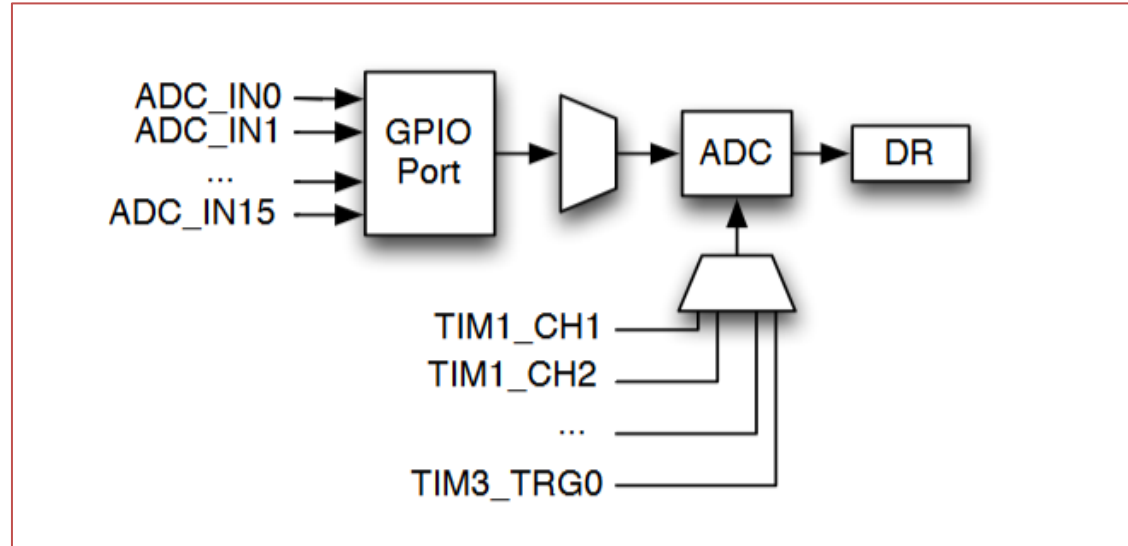 ADC_IN0
ADC_IN1
...
ADC_IN15
GPIO
Port
ADC
DR
TIM1_CH1
TIM1_CH2
...
TIM3_TRG0